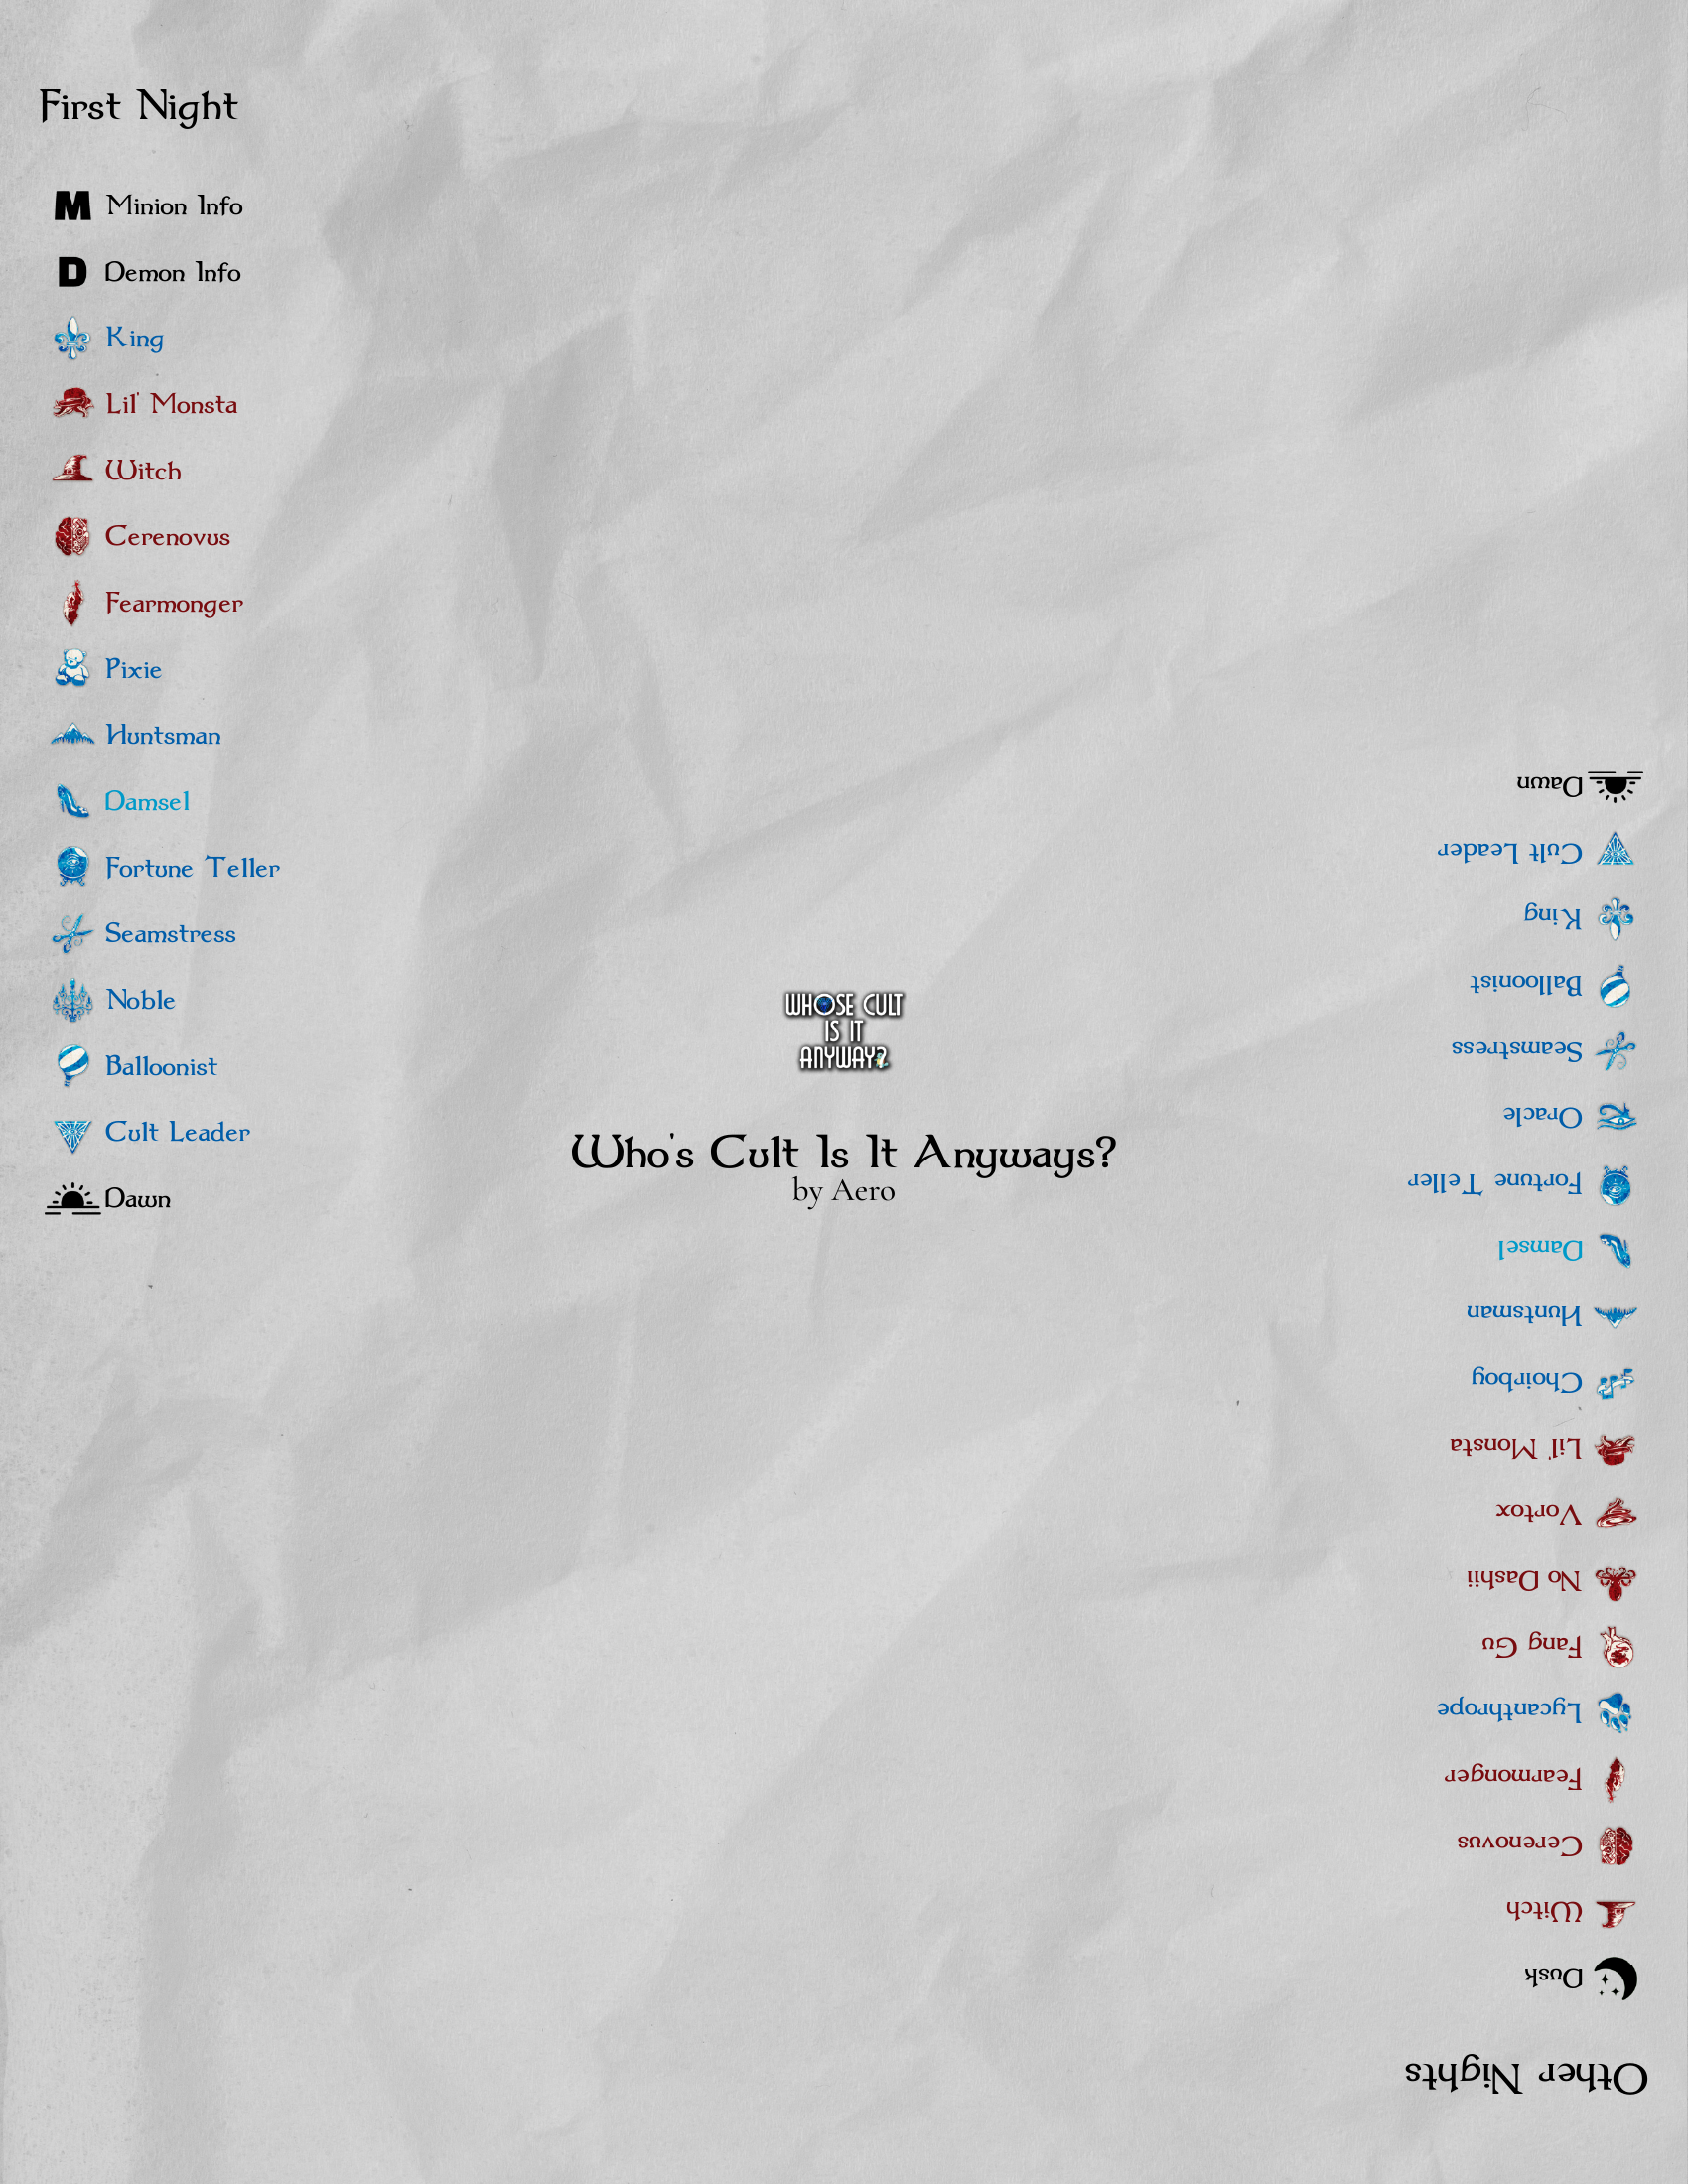 First Night
M Minion Info
D Demon Info
King
Lil' Monsta
Witch
Cerenovus
Fearmonger
Pixie
Huntsman
Damsel
Fortune Teller
Seamstress
Noble
Balloonist
Cult Leader
Dawn
WHOSE CULT
IS IT
ANYWAY?
Who's Cult Is It Anyways?
by Aero
Other Nights
Dusk
Witch
Cerenovus
Fearmonger
Lycanthrope
Fang Gu
No Dashii
Vortox
Lil' Monsta
Choirboy
Huntsman
Damsel
Fortune Teller
Oracle
Seamstress
Balloonist
King
Cult Leader
Dawn